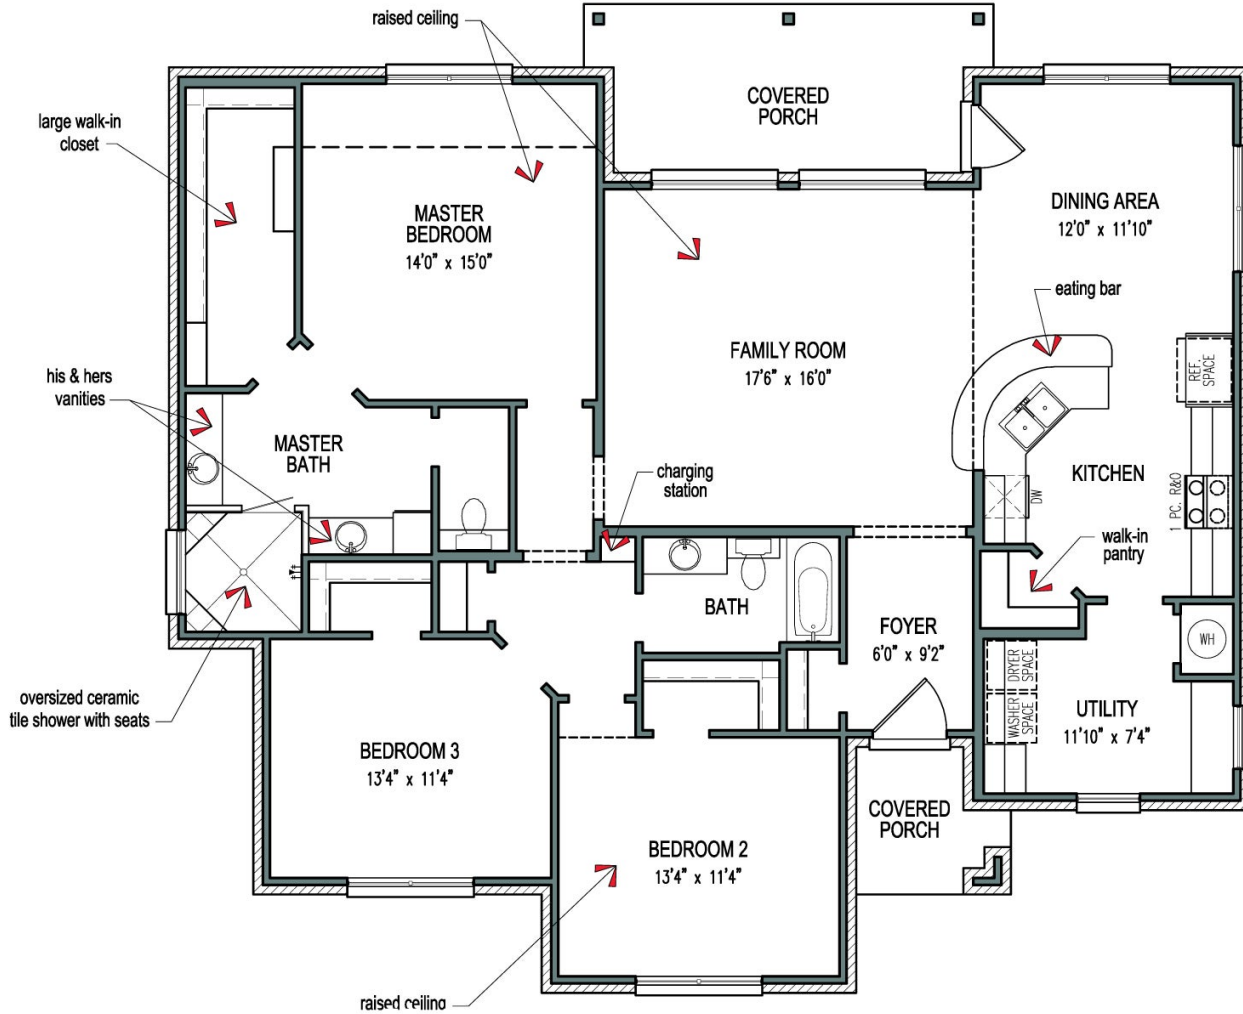 raised ceiling
COVERED
PORCH
large walk-in
closet
MASTER
BEDROOM
14'0" x 15'0"
DINING AREA
12'0" x 11'10"
eating bar
FAMILY ROOM
17'6" x 16'0"
REF.
SPACE
his & hers
vanities
MASTER
BATH
charging
station
KITCHEN
DW
1 PC. R&O
walk-in
pantry
BATH
FOYER
6'0" x 9'2"
WH
DRYER
SPACE
WASHER
SPACE
UTILITY
11'10" x 7'4"
oversized ceramic
tile shower with seats
BEDROOM 3
13'4" x 11'4"
COVERED
PORCH
BEDROOM 2
13'4" x 11'4"
raised ceiling